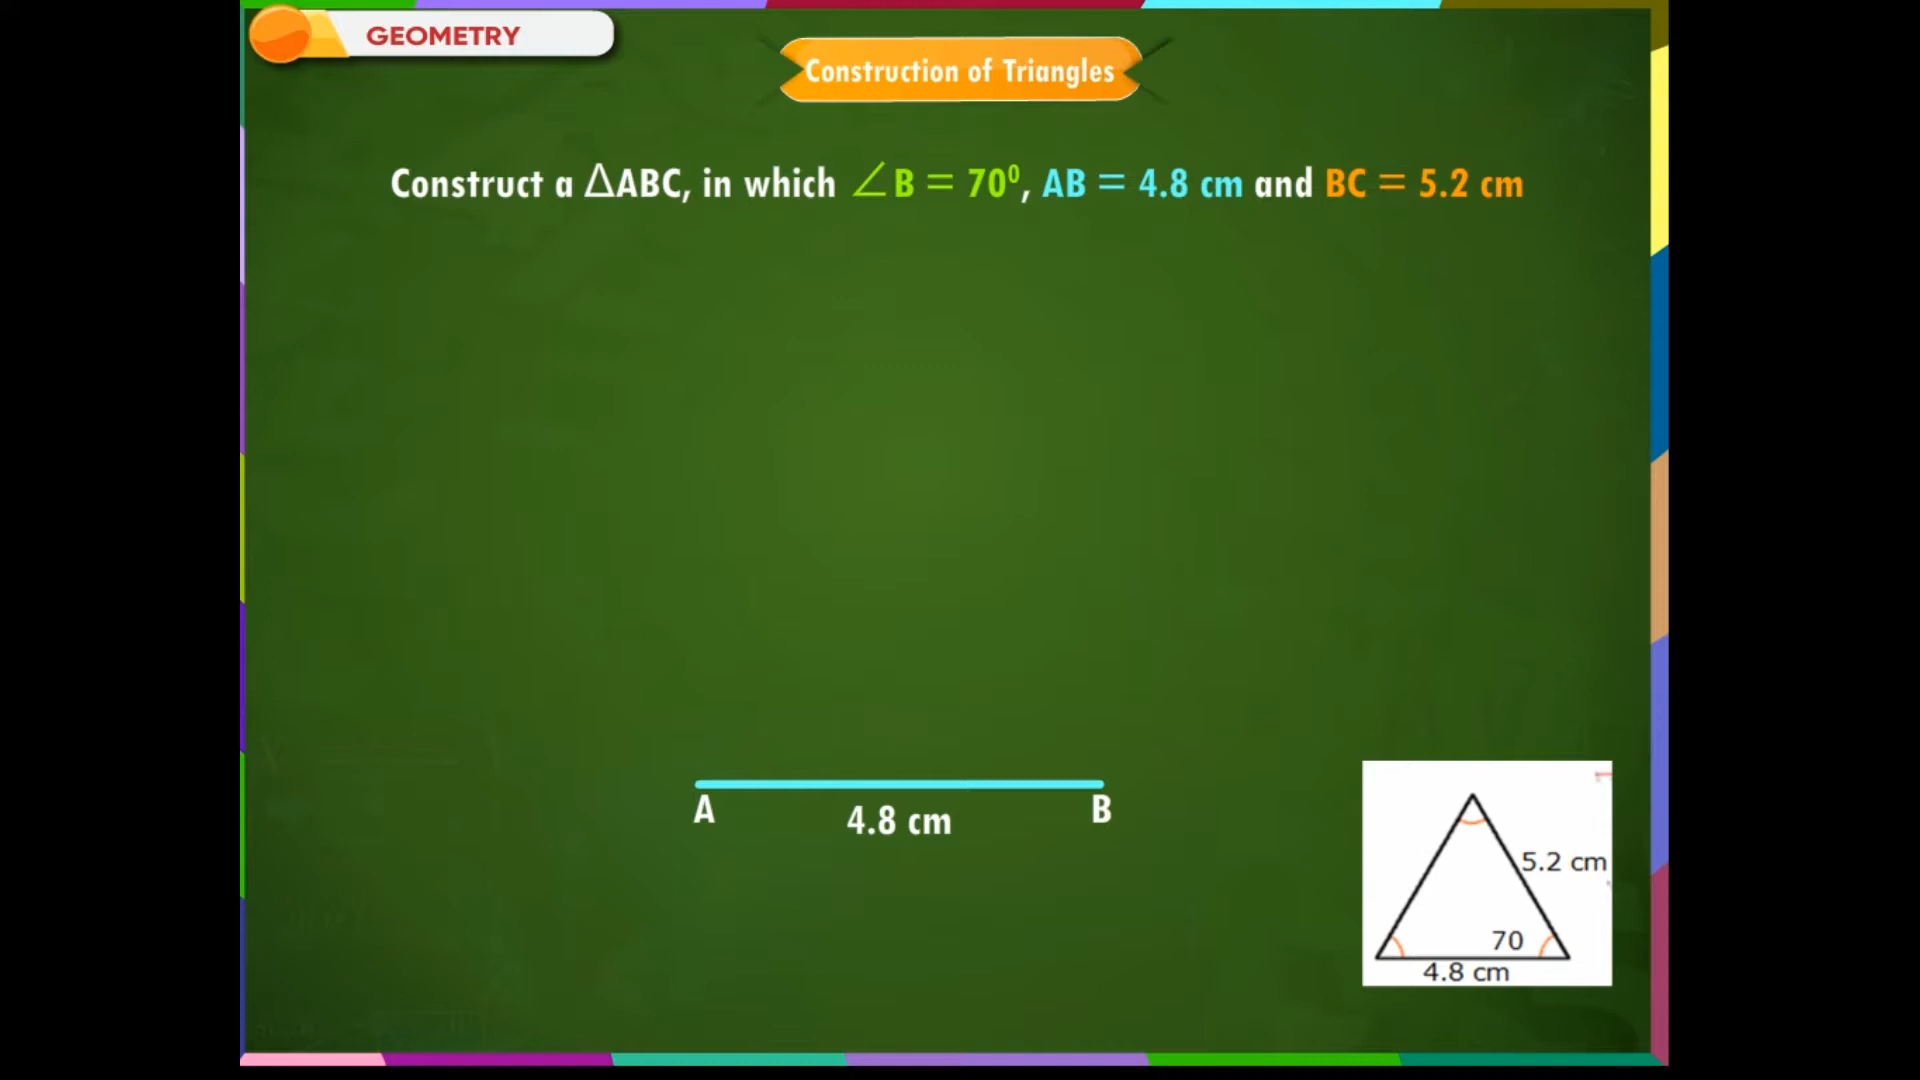 GEOMETRY
Construction of Triangles
Construct a △ABC, in which ∠B = 70⁰, AB = 4.8 cm and BC = 5.2 cm
A
B
4.8 cm
5.2 cm
70
4.8 cm